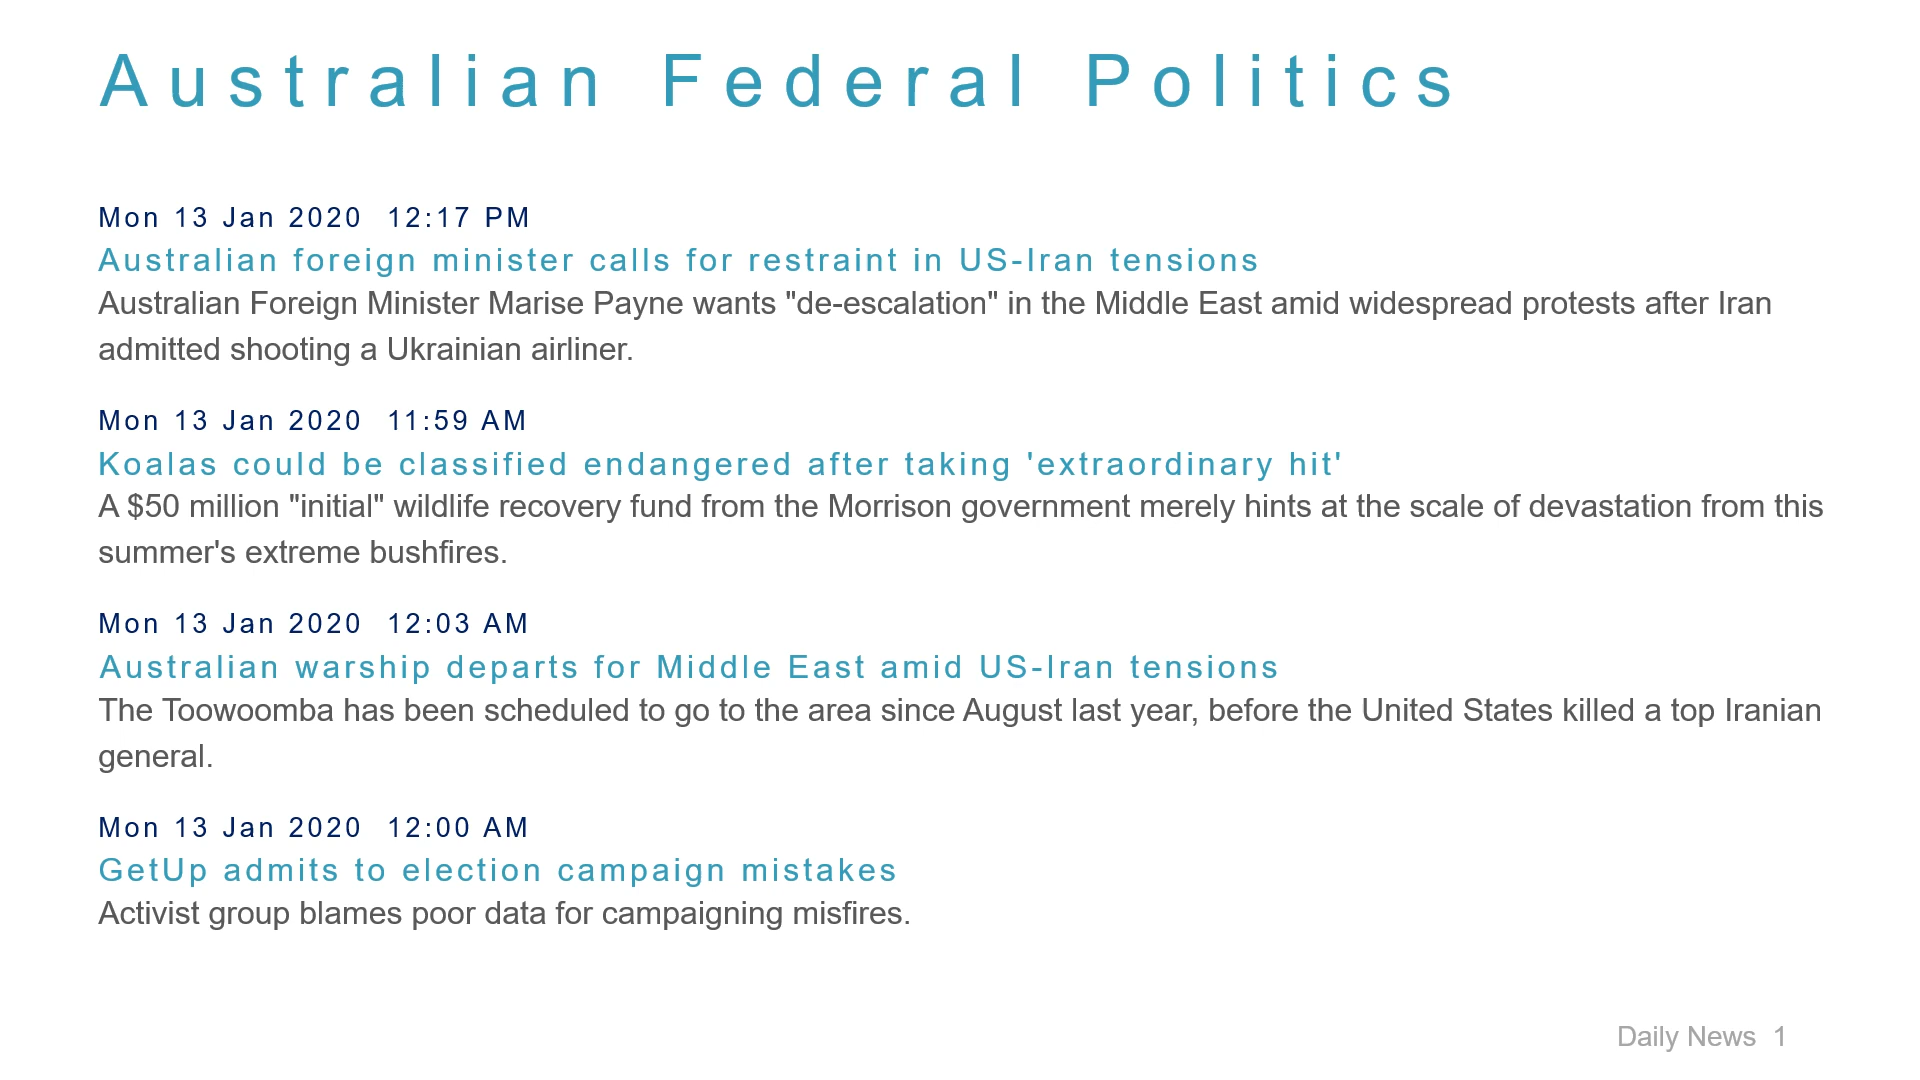 Australian Federal Politics
Mon 13 Jan 2020  12:17 PM
Australian foreign minister calls for restraint in US-Iran tensions
Australian Foreign Minister Marise Payne wants "de-escalation" in the Middle East amid widespread protests after Iran
admitted shooting a Ukrainian airliner.
Mon 13 Jan 2020  11:59 AM
Koalas could be classified endangered after taking 'extraordinary hit'
A $50 million "initial" wildlife recovery fund from the Morrison government merely hints at the scale of devastation from this
summer's extreme bushfires.
Mon 13 Jan 2020  12:03 AM
Australian warship departs for Middle East amid US-Iran tensions
The Toowoomba has been scheduled to go to the area since August last year, before the United States killed a top Iranian
general.
Mon 13 Jan 2020  12:00 AM
GetUp admits to election campaign mistakes
Activist group blames poor data for campaigning misfires.
Daily News  1